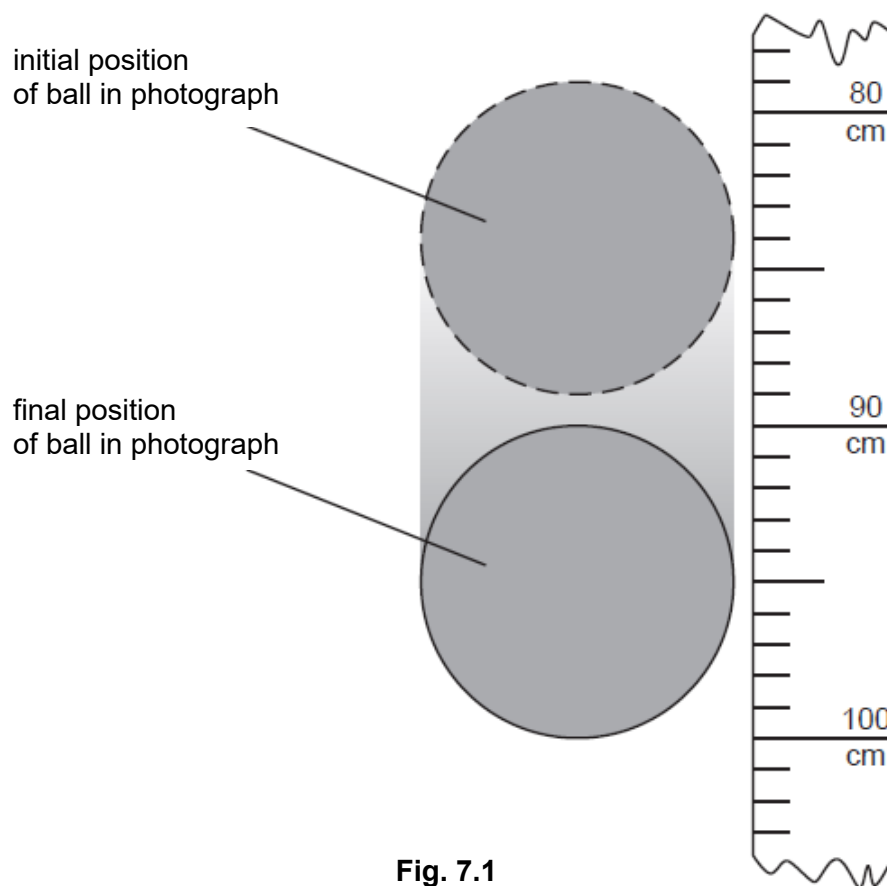 initial position
of ball in photograph
80
cm
90
cm
final position
of ball in photograph
100
cm
Fig. 7.1